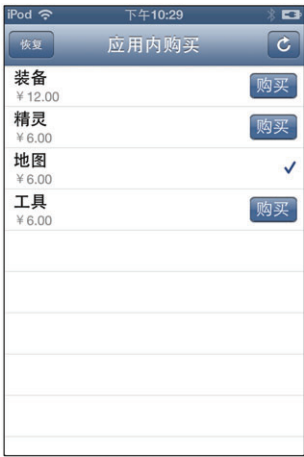 iPod 下午10:29
恢复 应用内购买
装备 购买
¥12.00
精灵 购买
¥6.00
地图
¥6.00
工具 购买
¥6.00